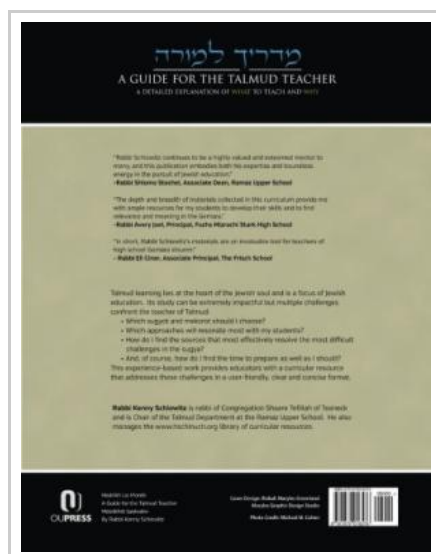 מדריך למורה
A GUIDE FOR THE TALMUD TEACHER
A DETAILED EXPLANATION OF WHAT TO TEACH AND WHY
"Rabbi Schiowitz continues to be a highly valued and esteemed mentor to
many, and this publication embodies both his expertise and boundless
energy in the pursuit of Jewish education."
-Rabbi Shlomo Stochel, Associate Dean, Ramaz Upper School
"The depth and breadth of materials collected in this curriculum provide me
with ample resources for my students to develop their skills and to find
relevance and meaning in the Gemara."
-Rabbi Avery Joel, Principal, Fuchs Mizrachi Stark High School
"In short, Rabbi Schiowitz's materials are an invaluable tool for teachers of
high school Gemara shiurim."
- Rabbi Eli Ciner, Associate Principal, The Frisch School
Talmud learning lies at the heart of the Jewish soul and is a focus of Jewish
education. Its study can be extremely impactful but multiple challenges
confront the teacher of Talmud:
• Which sugyot and mekorot should I choose?
• Which approaches will resonate most with my students?
• How do I find the sources that most effectively resolve the most difficult
challenges in the sugya?
• And, of course, how do I find the time to prepare as well as I should?
This experience-based work provides educators with a curricular resource
that addresses these challenges in a user-friendly, clear and concise format.
Rabbi Kenny Schiowitz is rabbi of Congregation Shaare Tefillah of Teaneck
and is Chair of the Talmud Department at the Ramaz Upper School. He also
manages the www.hachinuch.org library of curricular resources.
OUPRESS
A Guide for the Talmud Teacher
By Rabbi Kenny Schiowitz